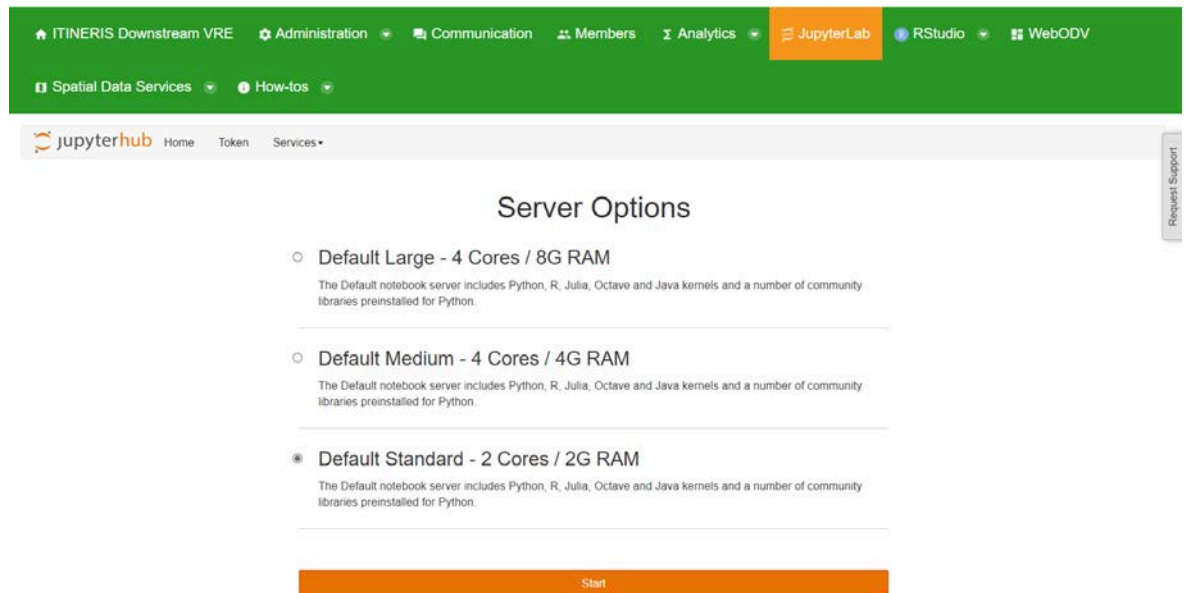 ITINERIS Downstream VRE Administration Communication Members Σ Analytics JupyterLab RStudio WebODV
Spatial Data Services How-tos
jupyterhub Home Token Services
Request Support
Server Options
Default Large - 4 Cores / 8G RAM
The Default notebook server includes Python, R, Julia, Octave and Java kernels and a number of community
libraries preinstalled for Python.
Default Medium - 4 Cores / 4G RAM
The Default notebook server includes Python, R, Julia, Octave and Java kernels and a number of community
libraries preinstalled for Python.
Default Standard - 2 Cores / 2G RAM
The Default notebook server includes Python, R, Julia, Octave and Java kernels and a number of community
libraries preinstalled for Python.
Start